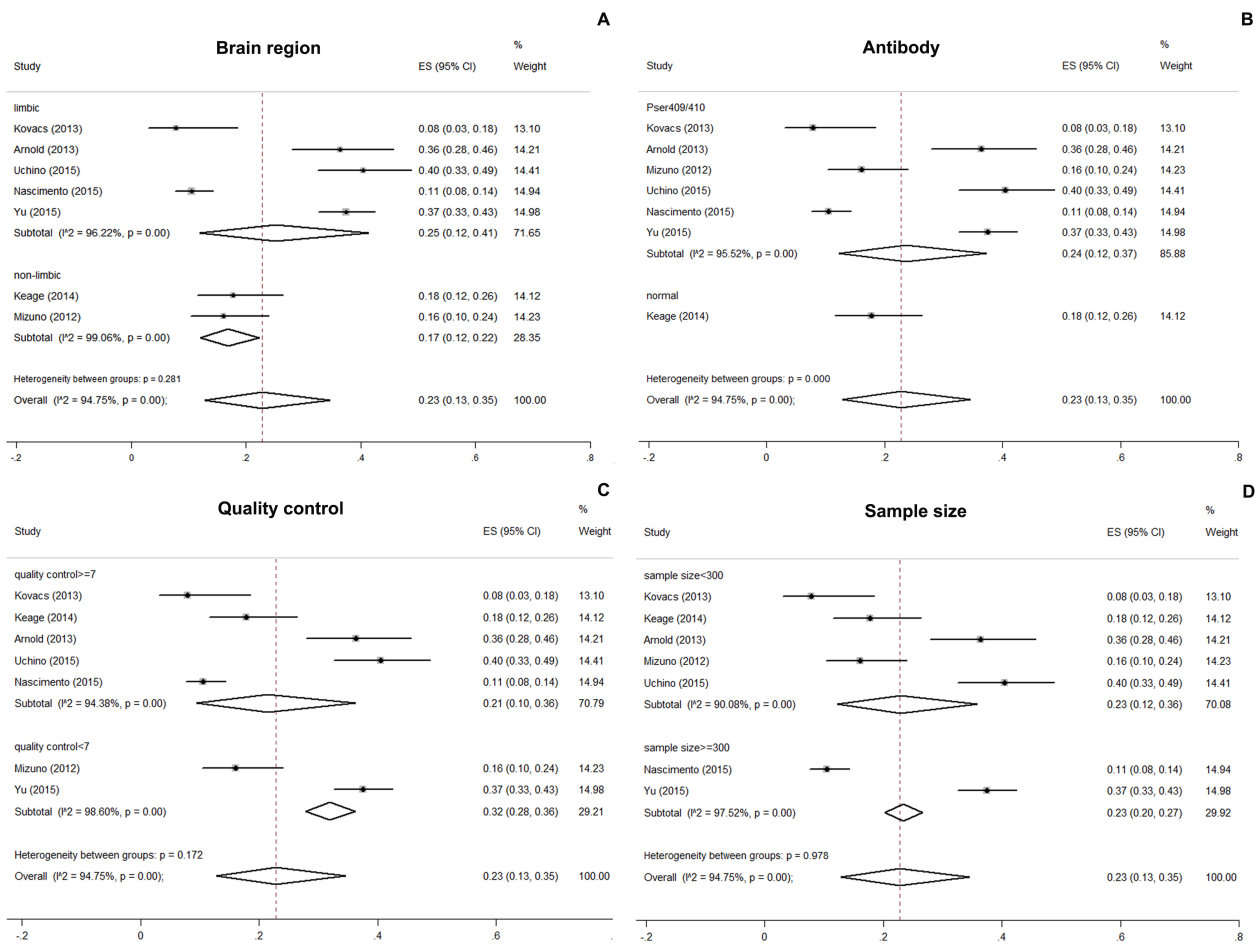 A
Brain region
%
Study ES (95% CI) Weight
limbic
Kovacs (2013) 0.08 (0.03, 0.18) 13.10
Arnold (2013) 0.36 (0.28, 0.46) 14.21
Uchino (2015) 0.40 (0.33, 0.49) 14.41
Nascimento (2015) 0.11 (0.08, 0.14) 14.94
Yu (2015) 0.37 (0.33, 0.43) 14.98
Subtotal (I^2 = 96.22%, p = 0.00) 0.25 (0.12, 0.41) 71.65
non-limbic
Keage (2014) 0.18 (0.12, 0.26) 14.12
Mizuno (2012) 0.16 (0.10, 0.24) 14.23
Subtotal (I^2 = 99.06%, p = 0.00) 0.17 (0.12, 0.22) 28.35
Heterogeneity between groups: p = 0.281
Overall (I^2 = 94.75%, p = 0.00); 0.23 (0.13, 0.35) 100.00
-.2 0 .2 .4 .6 .8
B
Antibody
%
Study ES (95% CI) Weight
Pser409/410
Kovacs (2013) 0.08 (0.03, 0.18) 13.10
Arnold (2013) 0.36 (0.28, 0.46) 14.21
Mizuno (2012) 0.16 (0.10, 0.24) 14.23
Uchino (2015) 0.40 (0.33, 0.49) 14.41
Nascimento (2015) 0.11 (0.08, 0.14) 14.94
Yu (2015) 0.37 (0.33, 0.43) 14.98
Subtotal (I^2 = 95.52%, p = 0.00) 0.24 (0.12, 0.37) 85.88
normal
Keage (2014) 0.18 (0.12, 0.26) 14.12
Heterogeneity between groups: p = 0.000
Overall (I^2 = 94.75%, p = 0.00); 0.23 (0.13, 0.35) 100.00
-.2 0 .2 .4 .6 .8
C
Quality control
%
Study ES (95% CI) Weight
quality control>=7
Kovacs (2013) 0.08 (0.03, 0.18) 13.10
Keage (2014) 0.18 (0.12, 0.26) 14.12
Arnold (2013) 0.36 (0.28, 0.46) 14.21
Uchino (2015) 0.40 (0.33, 0.49) 14.41
Nascimento (2015) 0.11 (0.08, 0.14) 14.94
Subtotal (I^2 = 94.38%, p = 0.00) 0.21 (0.10, 0.36) 70.79
quality control<7
Mizuno (2012) 0.16 (0.10, 0.24) 14.23
Yu (2015) 0.37 (0.33, 0.43) 14.98
Subtotal (I^2 = 98.60%, p = 0.00) 0.32 (0.28, 0.36) 29.21
Heterogeneity between groups: p = 0.172
Overall (I^2 = 94.75%, p = 0.00); 0.23 (0.13, 0.35) 100.00
-.2 0 .2 .4 .6 .
D
Sample size
%
Study ES (95% CI) Weight
sample size<300
Kovacs (2013) 0.08 (0.03, 0.18) 13.10
Keage (2014) 0.18 (0.12, 0.26) 14.12
Arnold (2013) 0.36 (0.28, 0.46) 14.21
Mizuno (2012) 0.16 (0.10, 0.24) 14.23
Uchino (2015) 0.40 (0.33, 0.49) 14.41
Subtotal (I^2 = 90.08%, p = 0.00) 0.23 (0.12, 0.36) 70.08
sample size>=300
Nascimento (2015) 0.11 (0.08, 0.14) 14.94
Yu (2015) 0.37 (0.33, 0.43) 14.98
Subtotal (I^2 = 97.52%, p = 0.00) 0.23 (0.20, 0.27) 29.92
Heterogeneity between groups: p = 0.978
Overall (I^2 = 94.75%, p = 0.00); 0.23 (0.13, 0.35) 100.00
-.2 0 .2 .4 .6 .8